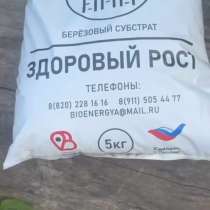 БЕРЁЗОВЫЙ СУБСТРАТ
ЗДОРОВЫЙ РОСТ
ТЕЛЕФОНЫ:
8(820) 228 16 16 8(911) 505 44 77
BIOENERGYA@MAIL.RU
5кг